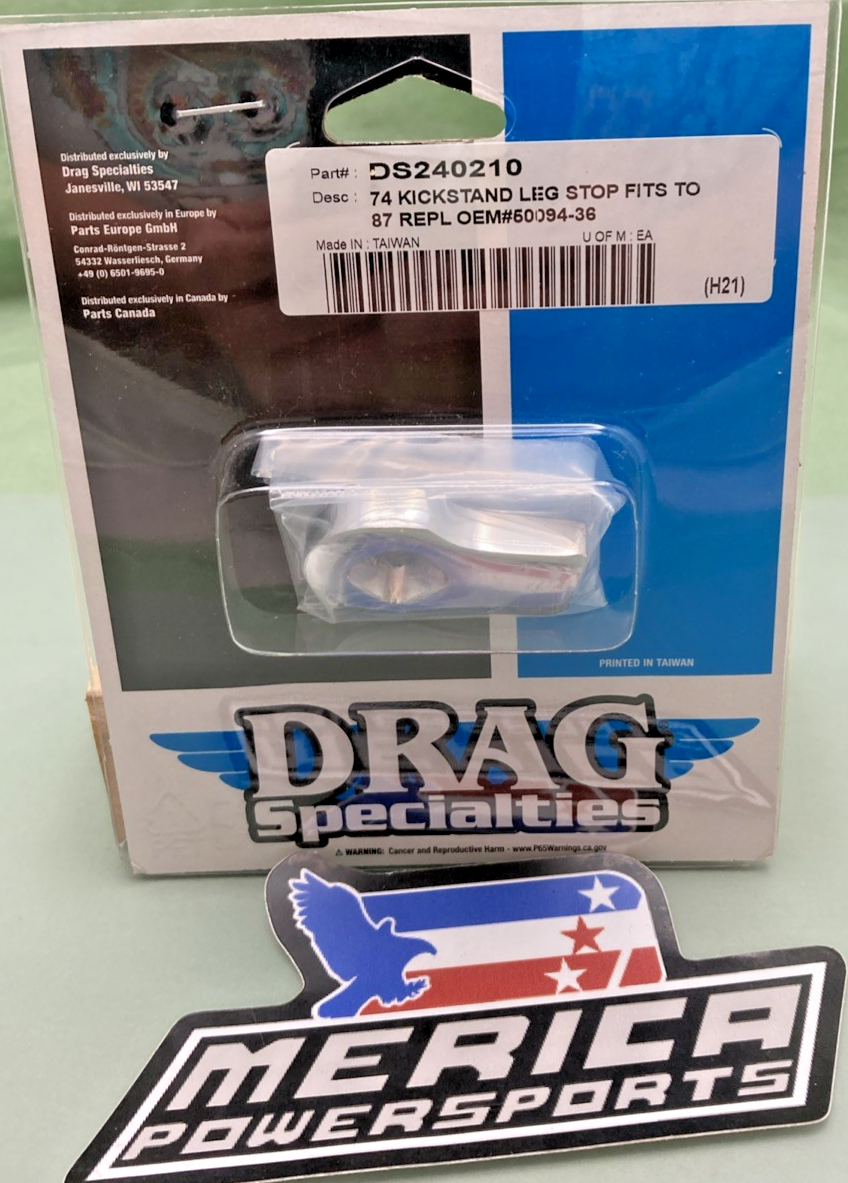 Distributed exclusively by
Drag Specialties
Janesville, WI 53547
Distributed exclusively in Europe by
Parts Europe GmbH
Conrad-Röntgen-Strasse 2
54332 Wasserliesch, Germany
+49 (0) 6501-9695-0
Distributed exclusively in Canada by
Parts Canada
Part# : DS240210
Desc : 74 KICKSTAND LEG STOP FITS TO
87 REPL OEM#50094-36
Made IN : TAIWAN U OF M : EA
(H21)
PRINTED IN TAIWAN
DRAG
Specialties
⚠ WARNING: Cancer and Reproductive Harm - www.P65Warnings.ca.gov
MERICA
POWERSPORTS